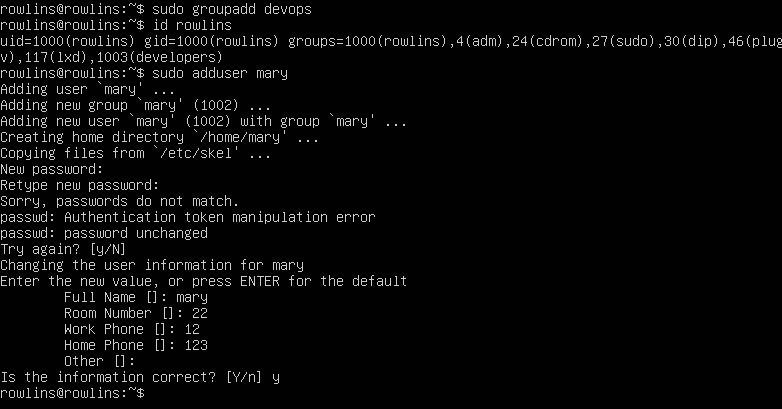 rowlins@rowlins:~$ sudo groupadd devops
rowlins@rowlins:~$ id rowlins
uid=1000(rowlins) gid=1000(rowlins) groups=1000(rowlins),4(adm),24(cdrom),27(sudo),30(dip),46(plug
v),117(lxd),1003(developers)
rowlins@rowlins:~$ sudo adduser mary
Adding user `mary' ...
Adding new group `mary' (1002) ...
Adding new user `mary' (1002) with group `mary' ...
Creating home directory `/home/mary' ...
Copying files from `/etc/skel' ...
New password:
Retype new password:
Sorry, passwords do not match.
passwd: Authentication token manipulation error
passwd: password unchanged
Try again? [y/N]
Changing the user information for mary
Enter the new value, or press ENTER for the default
Full Name []: mary
Room Number []: 22
Work Phone []: 12
Home Phone []: 123
Other []:
Is the information correct? [Y/n] y
rowlins@rowlins:~$